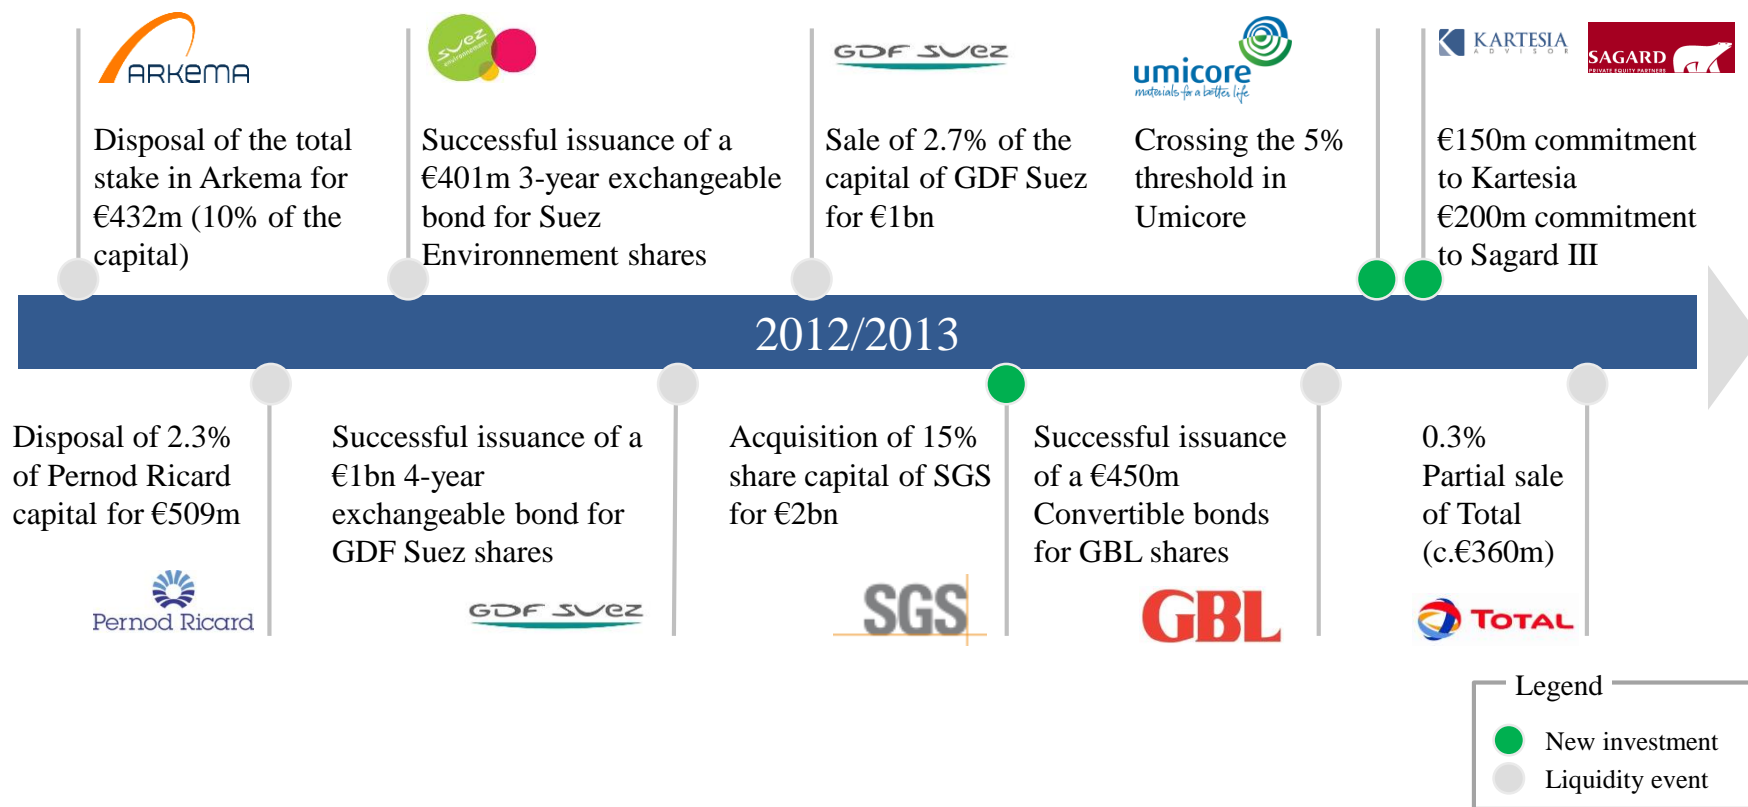 ARKEMA
Disposal of the total
stake in Arkema for
€432m (10% of the
capital)
suez
environnement
Successful issuance of a
€401m 3-year exchangeable
bond for Suez
Environnement shares
GDF SUEZ
Sale of 2.7% of the
capital of GDF Suez
for €1bn
umicore
materials for a better life
Crossing the 5%
threshold in
Umicore
KARTESIA
ADVISOR
SAGARD
PRIVATE EQUITY PARTNERS
€150m commitment
to Kartesia
€200m commitment
to Sagard III
2012/2013
Disposal of 2.3%
of Pernod Ricard
capital for €509m
Pernod Ricard
Successful issuance of a
€1bn 4-year
exchangeable bond for
GDF Suez shares
GDF SUEZ
Acquisition of 15%
share capital of SGS
for €2bn
SGS
Successful issuance
of a €450m
Convertible bonds
for GBL shares
GBL
0.3%
Partial sale
of Total
(c.€360m)
TOTAL
Legend
New investment
Liquidity event